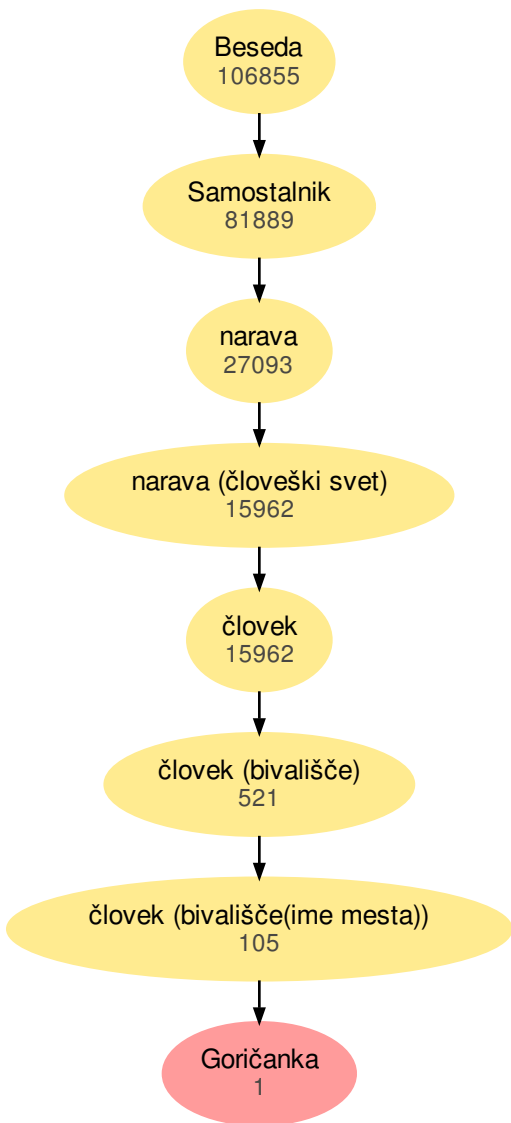 Beseda
106855
Samostalnik
81889
narava
27093
narava (človeški svet)
15962
človek
15962
človek (bivališče)
521
človek (bivališče(ime mesta))
105
Goričanka
1